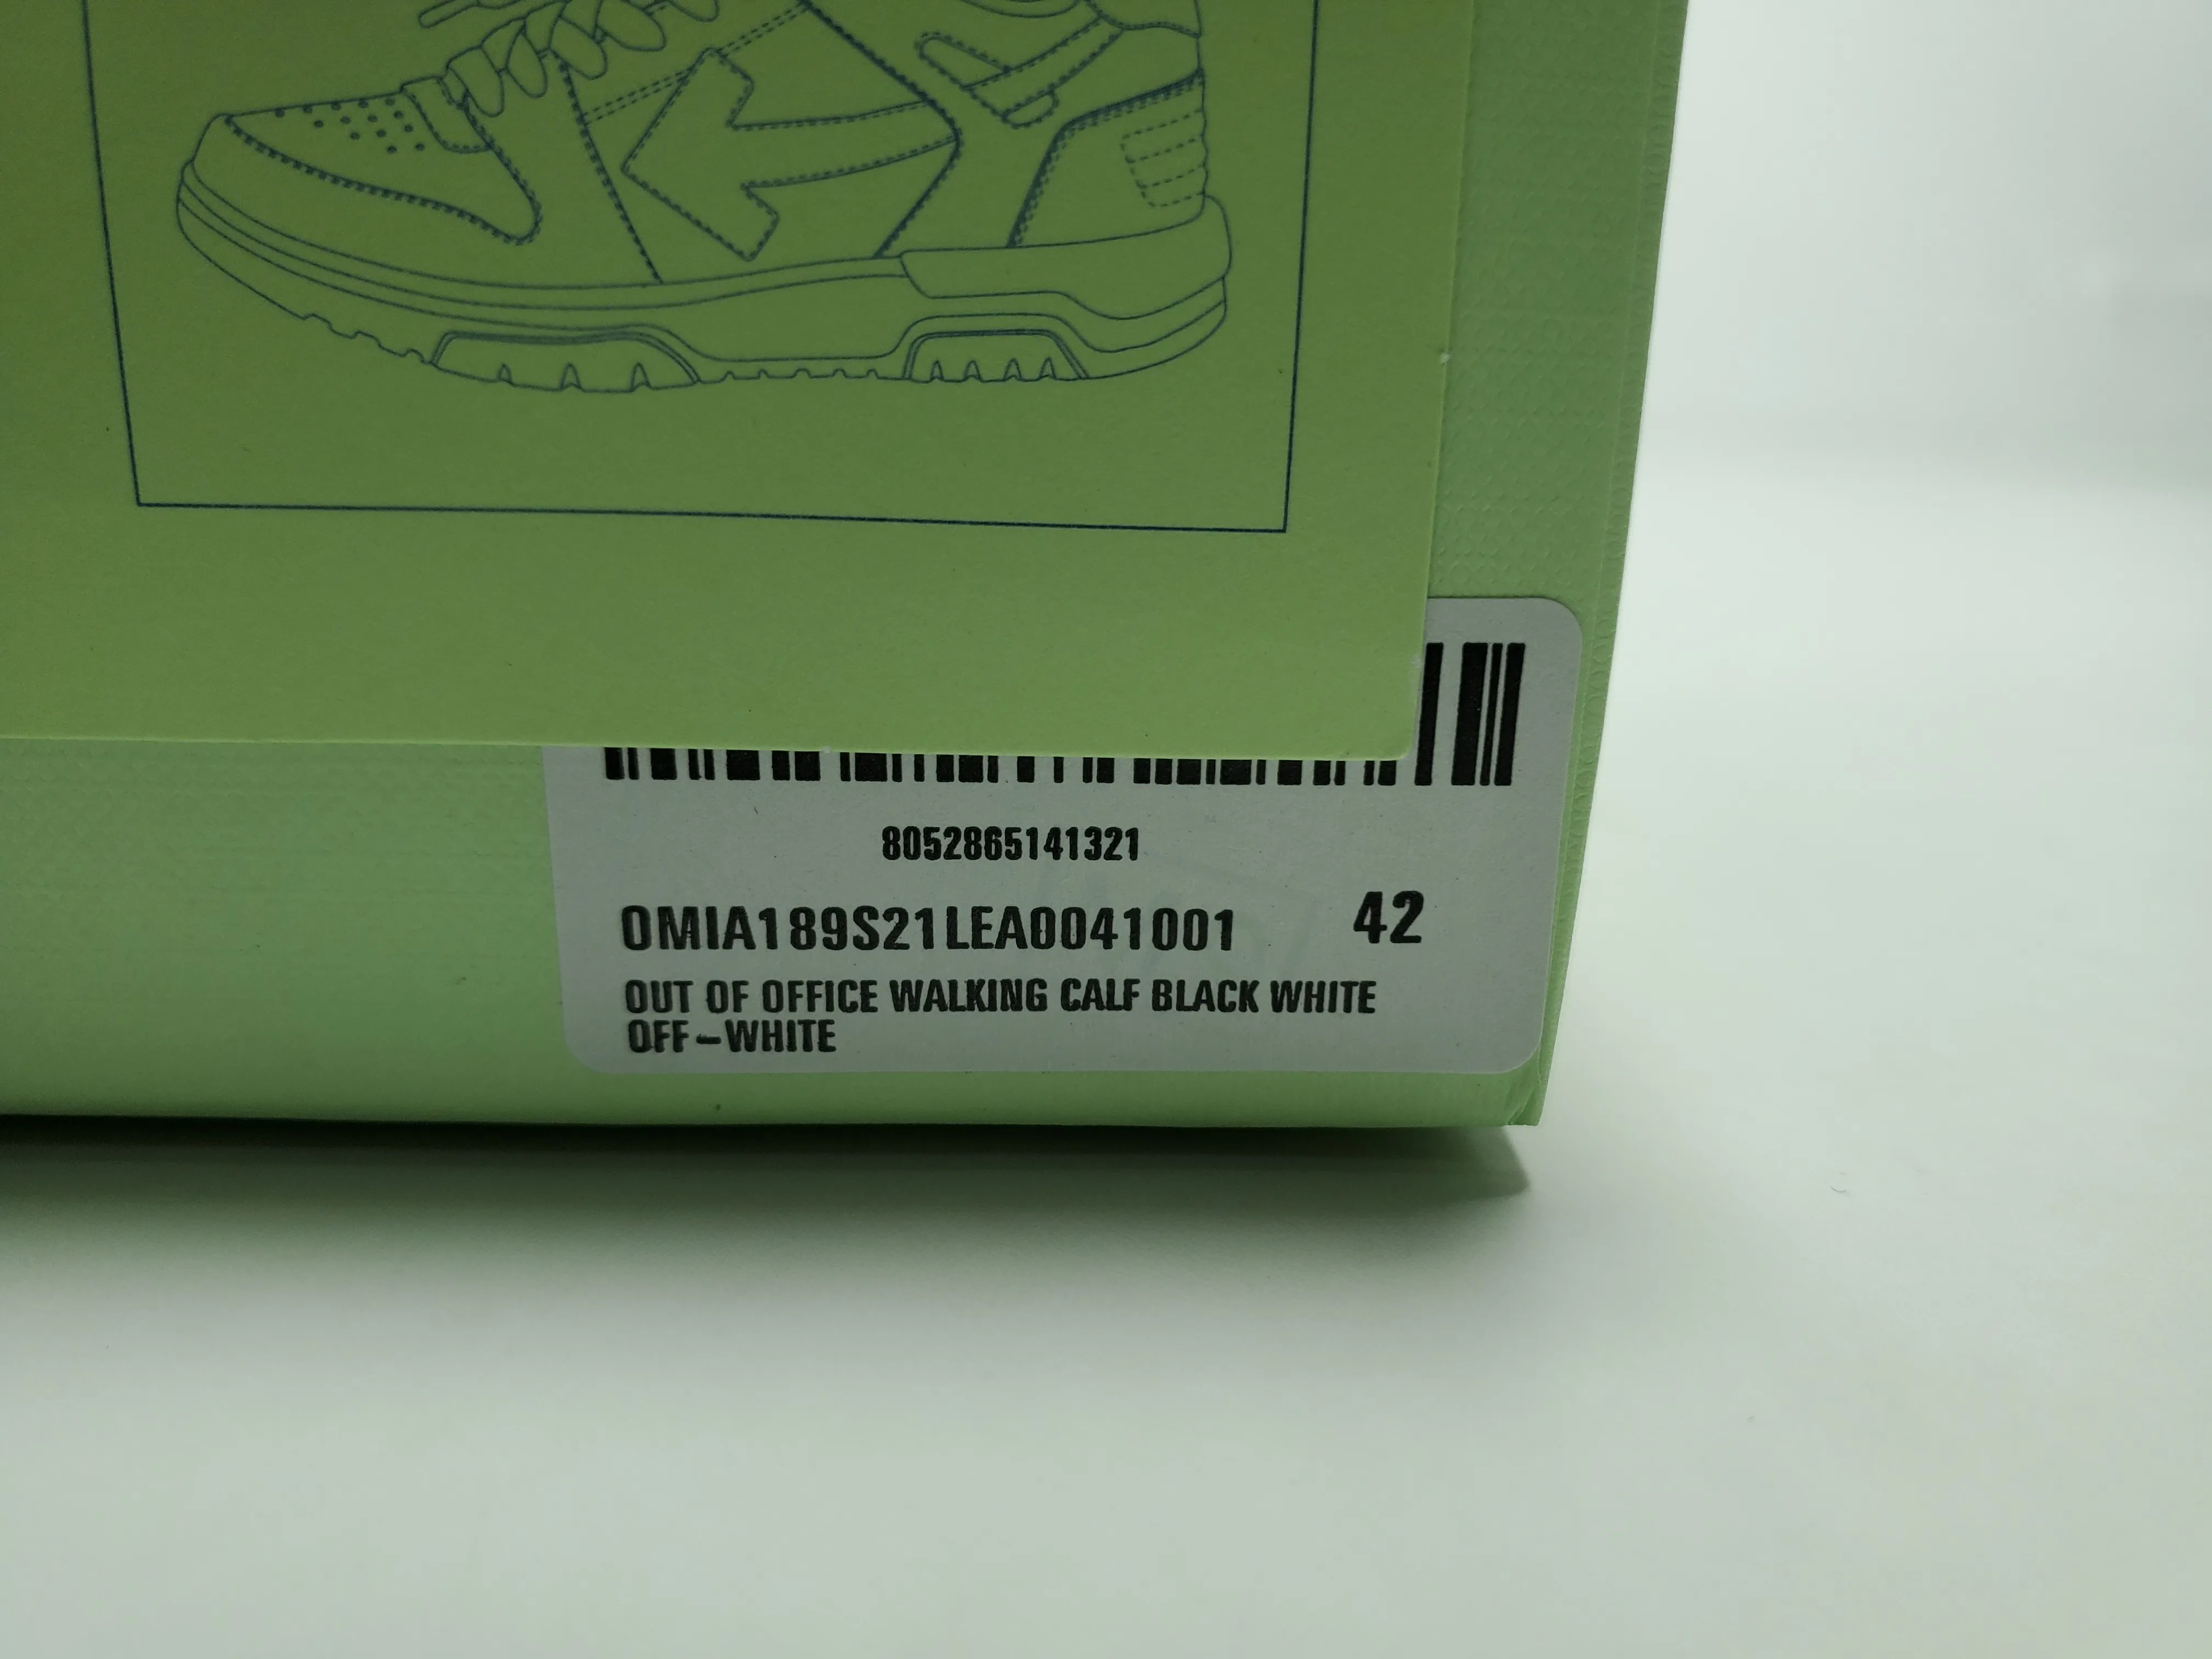 8052865141321
OMIA189S21LEA0041001 42
OUT OF OFFICE WALKING CALF BLACK WHITE
OFF-WHITE